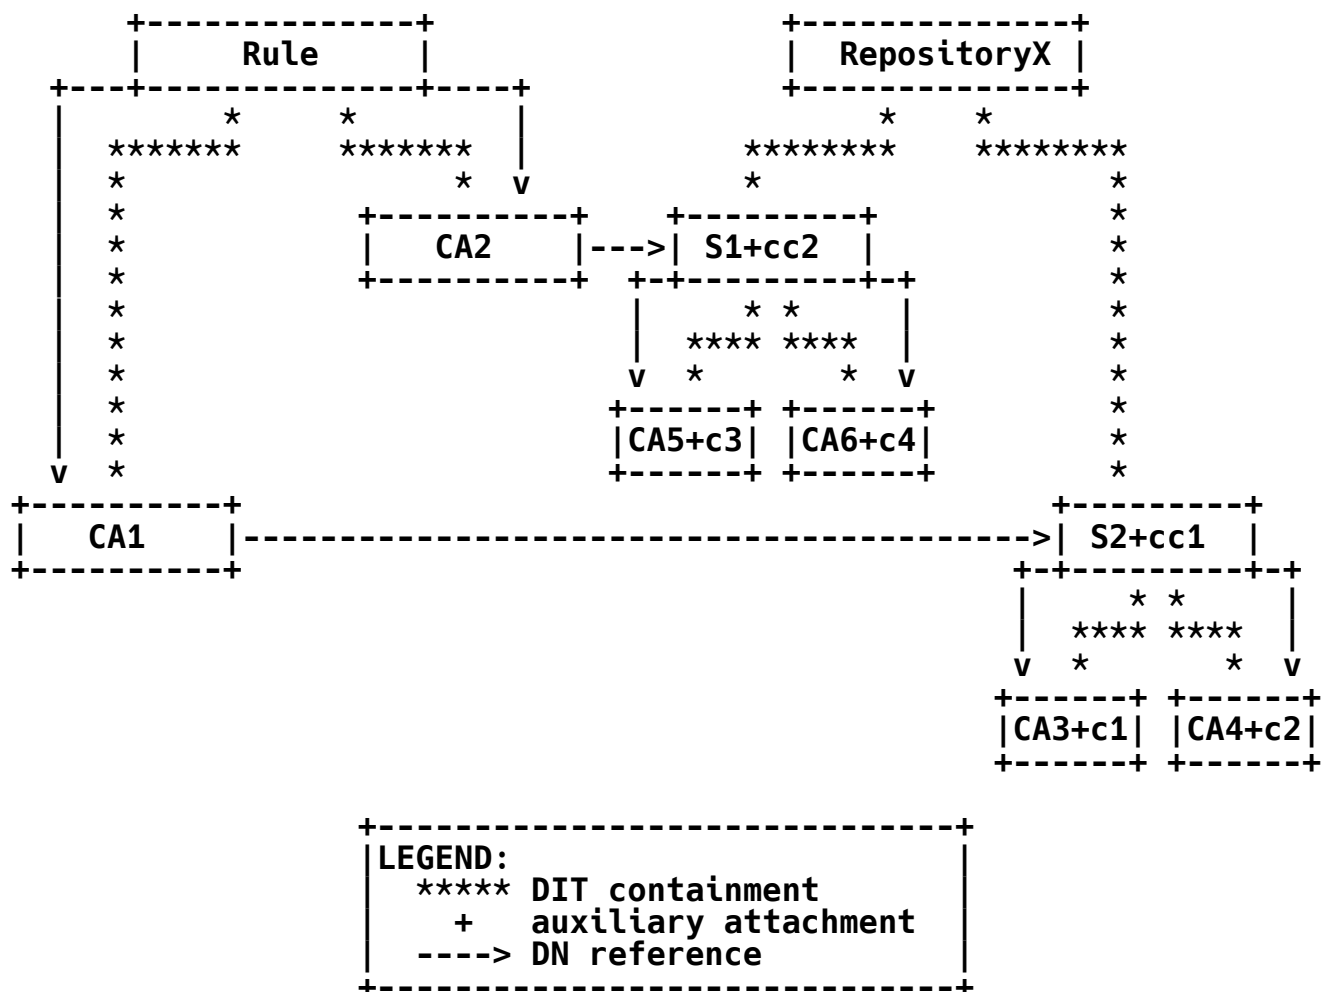 Rule RepositoryX
CA2 S1+cc2
CA5+c3 CA6+c4
CA1 S2+cc1
CA3+c1 CA4+c2
LEGEND:
***** DIT containment
+ auxiliary attachment
----> DN reference